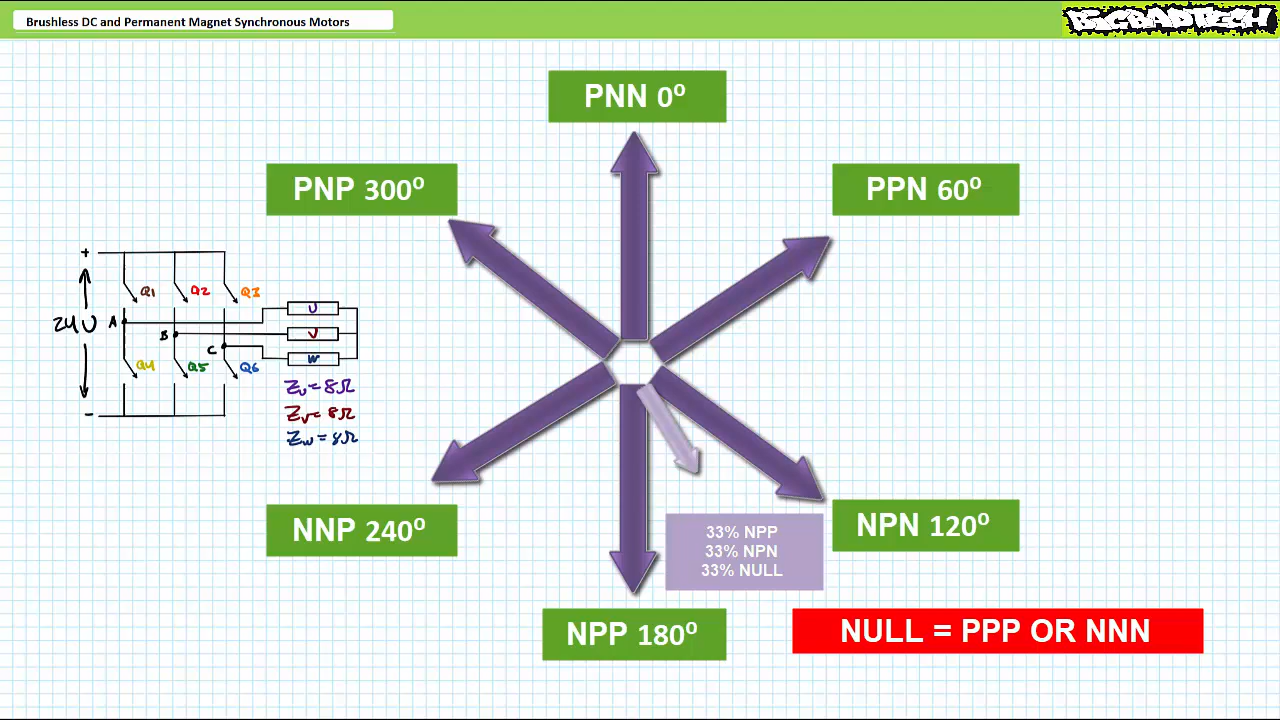 Brushless DC and Permanent Magnet Synchronous Motors
BIGBADTECH
PNN 0º
PNP 300º
PPN 60º
+
Q1
Q2
Q3
24V
A
B
C
U
V
W
Q4
Q5
Q6
-
Zu = 8Ω
Zv = 8Ω
Zw = 8Ω
NNP 240º
NPN 120º
33% NPP
33% NPN
33% NULL
NPP 180º
NULL = PPP OR NNN